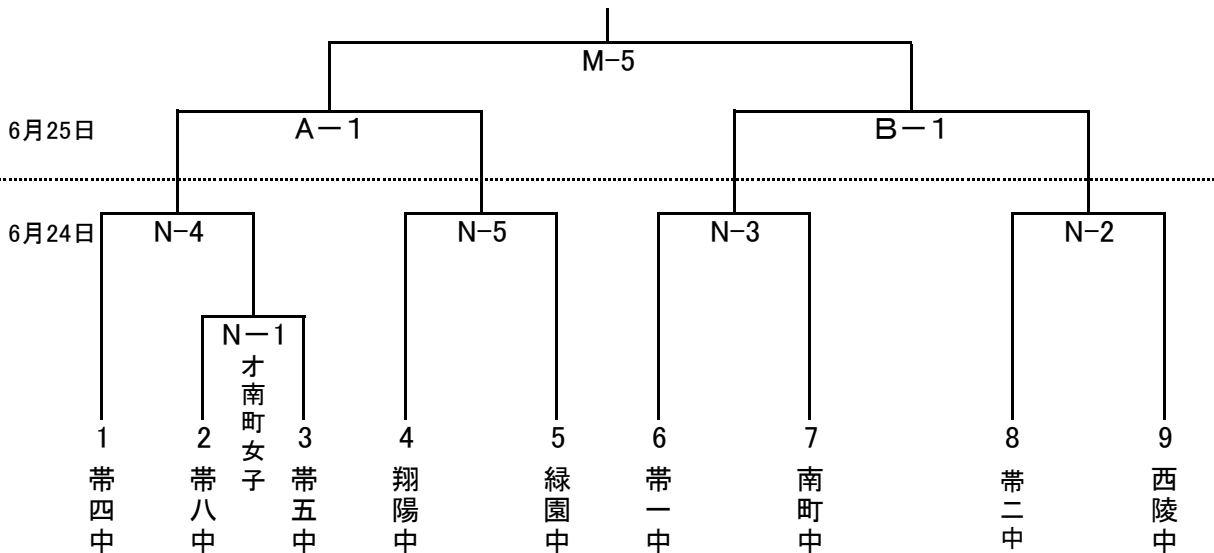 M-5
6月25日
A－1
B－1
6月24日
N-4
N-5
N-3
N-2
N－1
オ南町女子
1
2
3
4
5
6
7
8
9
帯四中
帯八中
帯五中
翔陽中
緑園中
帯一中
南町中
帯二中
西陵中